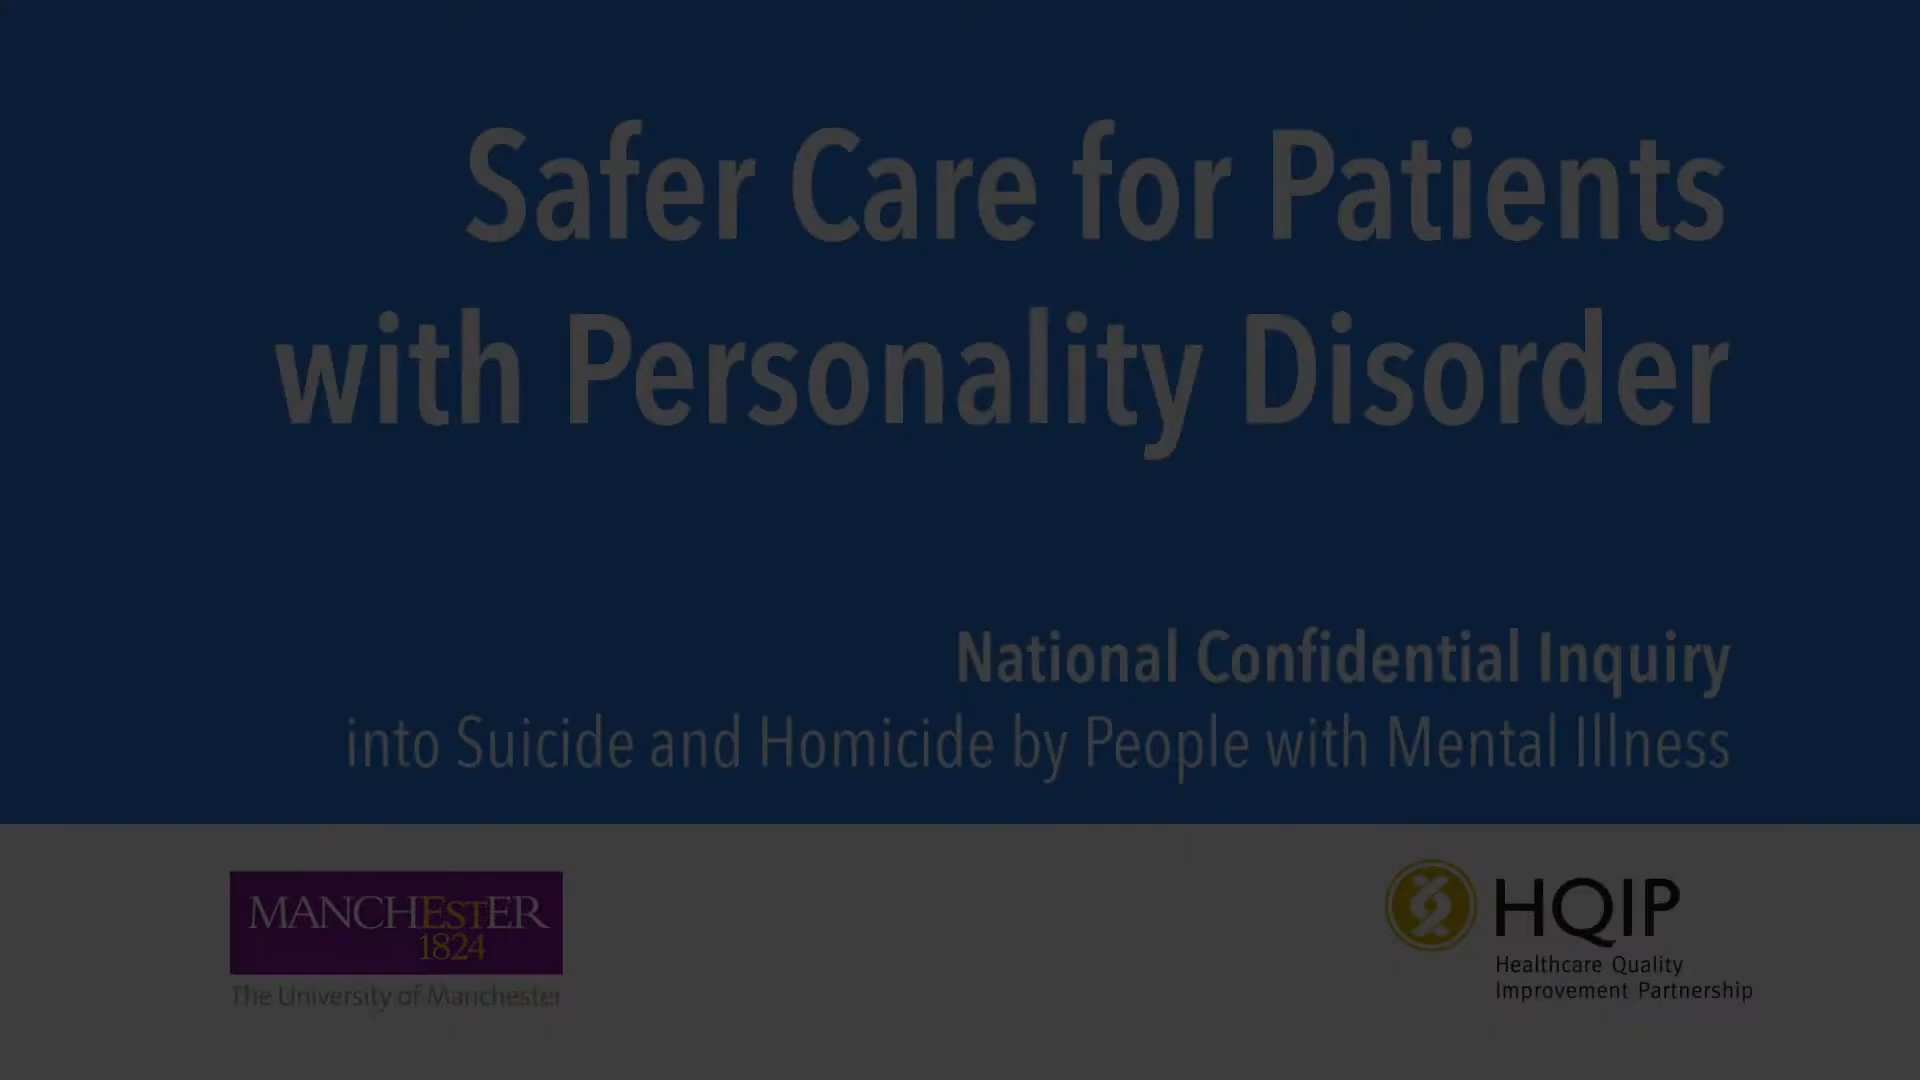 Safer Care for Patients
with Personality Disorder
National Confidential Inquiry
into Suicide and Homicide by People with Mental Illness
MANCHESTER
1824
The University of Manchester
HQIP
Healthcare Quality
Improvement Partnership